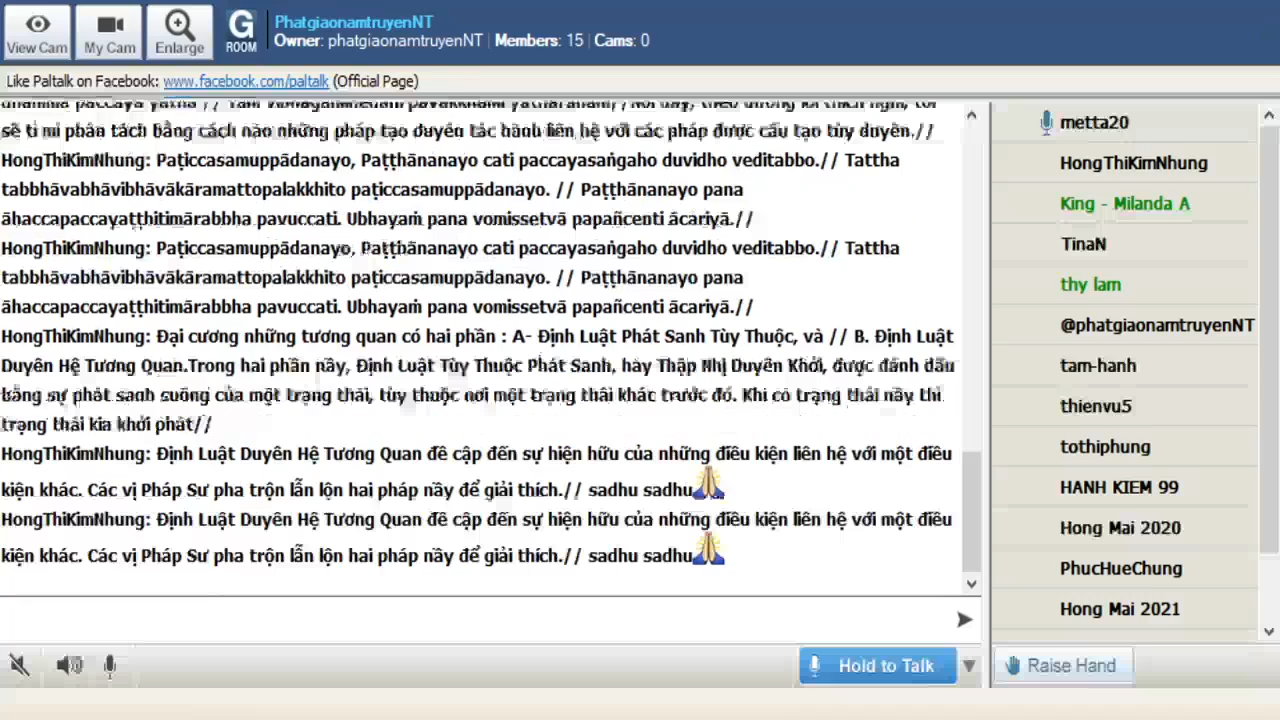 View Cam
My Cam
Enlarge
G
ROOM
PhatgiaonamtruyenNT
Owner: phatgiaonamtruyenNT | Members: 15 | Cams: 0
Like Paltalk on Facebook: www.facebook.com/paltalk (Official Page)
sẽ tỉ mỉ phân tách bằng cách nào những pháp tạo duyên tác hành liên hệ với các pháp được cấu tạo tùy duyên.//
HongThiKimNhung: Paṭiccasamuppādanayo, Paṭṭhānanayo cati paccayasaṅgaho duvidho veditabbo.// Tattha
tabbhāvabhāvibhāvākāramattopalakkhito paṭiccasamuppādanayo. // Paṭṭhānanayo pana
āhaccapaccayaṭṭhitimārabbha pavuccati. Ubhayaṁ pana vomissetvā papañcenti ācariyā.//
HongThiKimNhung: Paṭiccasamuppādanayo, Paṭṭhānanayo cati paccayasaṅgaho duvidho veditabbo.// Tattha
tabbhāvabhāvibhāvākāramattopalakkhito paṭiccasamuppādanayo. // Paṭṭhānanayo pana
āhaccapaccayaṭṭhitimārabbha pavuccati. Ubhayaṁ pana vomissetvā papañcenti ācariyā.//
HongThiKimNhung: Đại cương những tương quan có hai phần : A- Định Luật Phát Sanh Tùy Thuộc, và // B. Định Luật
Duyên Hệ Tương Quan.Trong hai phần nầy, Định Luật Tùy Thuộc Phát Sanh, hay Thập Nhị Duyên Khởi, được đánh dấu
bằng sự phát sanh suông của một trạng thái, tùy thuộc nơi một trạng thái khác trước đó. Khi có trạng thái nầy thì
trạng thái kia khởi phát//
HongThiKimNhung: Định Luật Duyên Hệ Tương Quan đề cập đến sự hiện hữu của những điều kiện liên hệ với một điều
kiện khác. Các vị Pháp Sư pha trộn lẫn lộn hai pháp nầy để giải thích.// sadhu sadhu
HongThiKimNhung: Định Luật Duyên Hệ Tương Quan đề cập đến sự hiện hữu của những điều kiện liên hệ với một điều
kiện khác. Các vị Pháp Sư pha trộn lẫn lộn hai pháp nầy để giải thích.// sadhu sadhu
metta20
HongThiKimNhung
King - Milanda A
TinaN
thy lam
@phatgiaonamtruyenNT
tam-hanh
thienvu5
tothiphung
HANH KIEM 99
Hong Mai 2020
PhucHueChung
Hong Mai 2021
Hold to Talk
Raise Hand